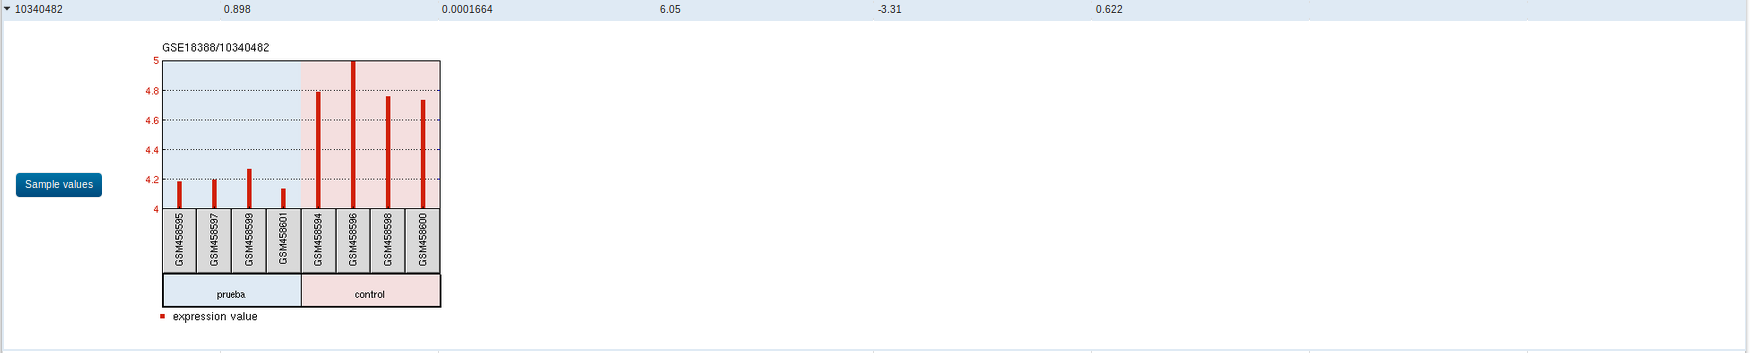 10340482 0.898 0.0001664 6.05 -3.31 0.622
GSE18388/10340482
5
4.8
4.6
4.4
4.2
4
Sample values
GSM458595 GSM458597 GSM458599 GSM458601 GSM458594 GSM458596 GSM458598 GSM458600
prueba control
expression value